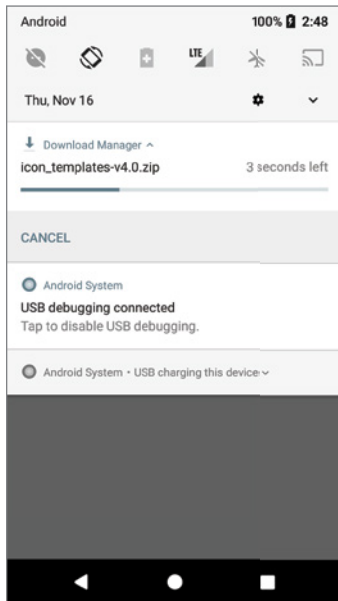 Android 100% 2:48
LTE
Thu, Nov 16
Download Manager
icon_templates-v4.0.zip 3 seconds left
CANCEL
Android System
USB debugging connected
Tap to disable USB debugging.
Android System • USB charging this device